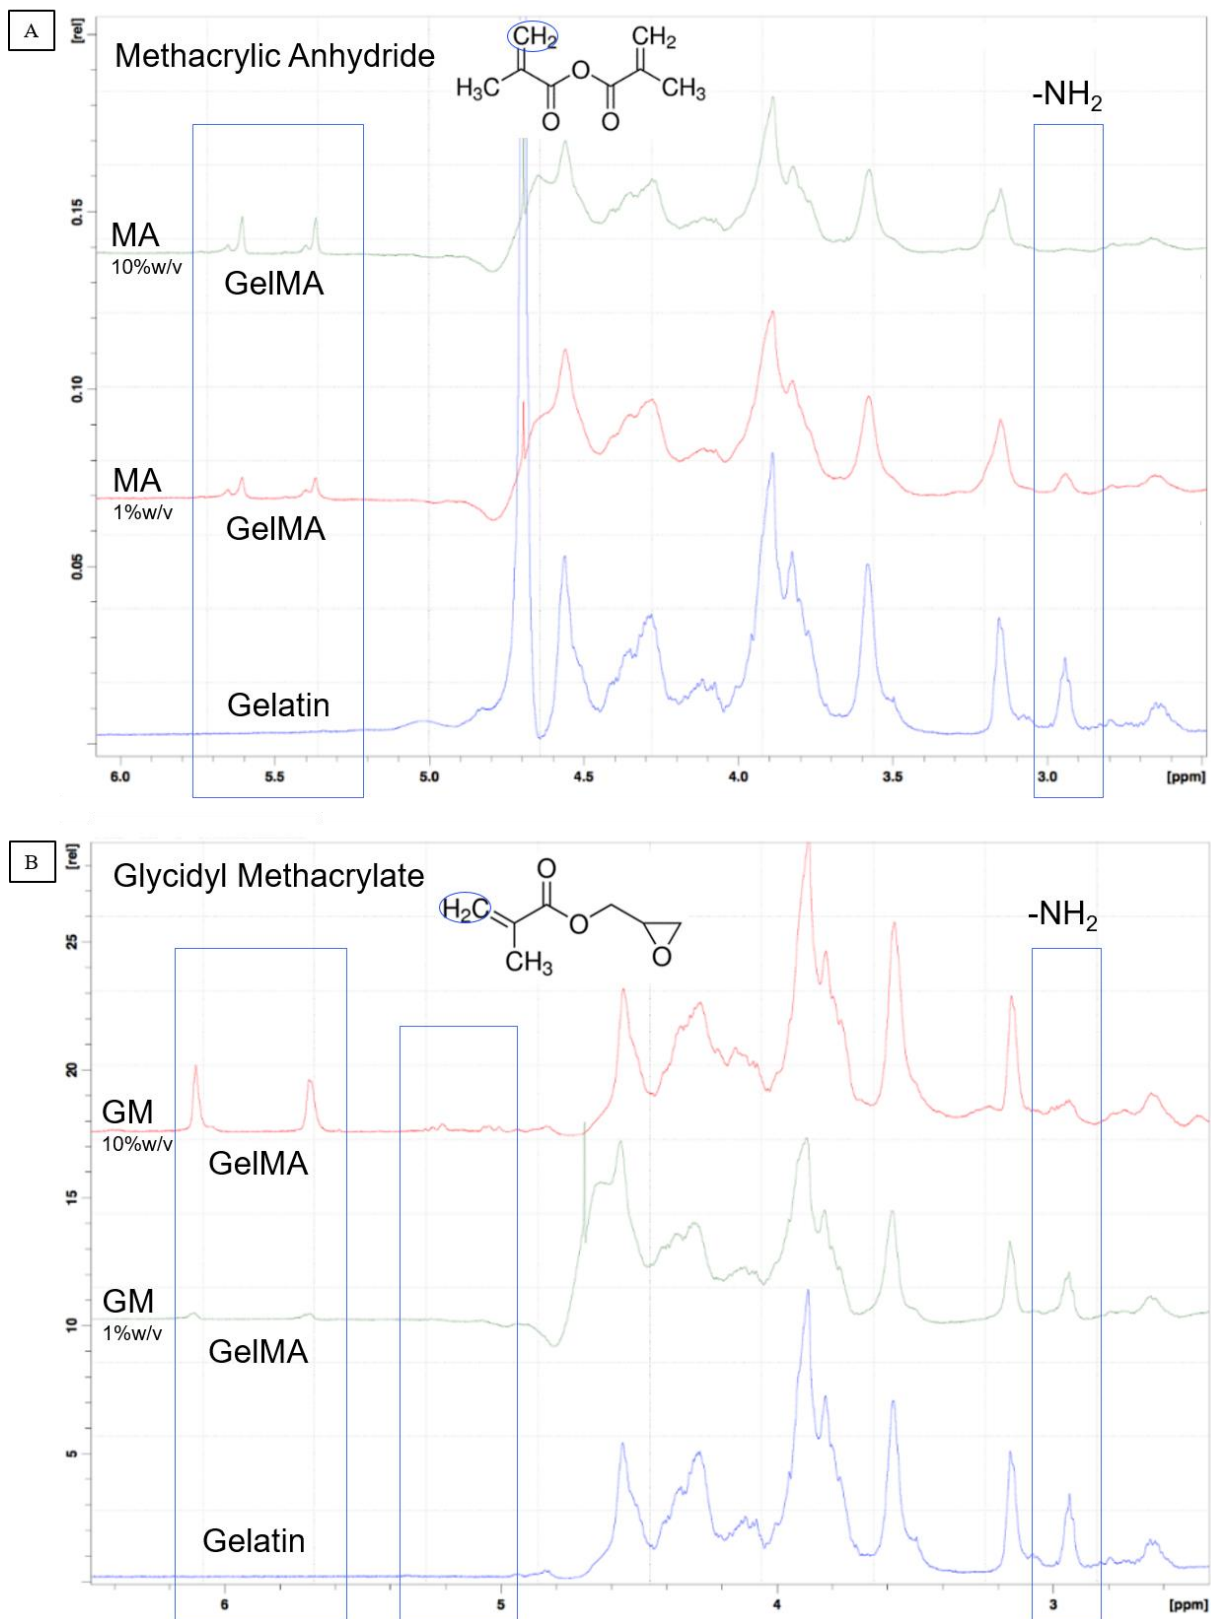 A
[rel]
Methacrylic Anhydride
CH2
CH2
H3C
O
CH3
O
O
-NH2
0.15
MA
10%w/v
GelMA
0.10
MA
1%w/v
GelMA
0.05
Gelatin
6.0 5.5 5.0 4.5 4.0 3.5 3.0 [ppm]
B
[rel]
Glycidyl Methacrylate
O
H2C
O
O
CH3
-NH2
25
20
GM
10%w/v
GelMA
15
GM
1%w/v
10
GelMA
5
Gelatin
6 5 4 3 [ppm]